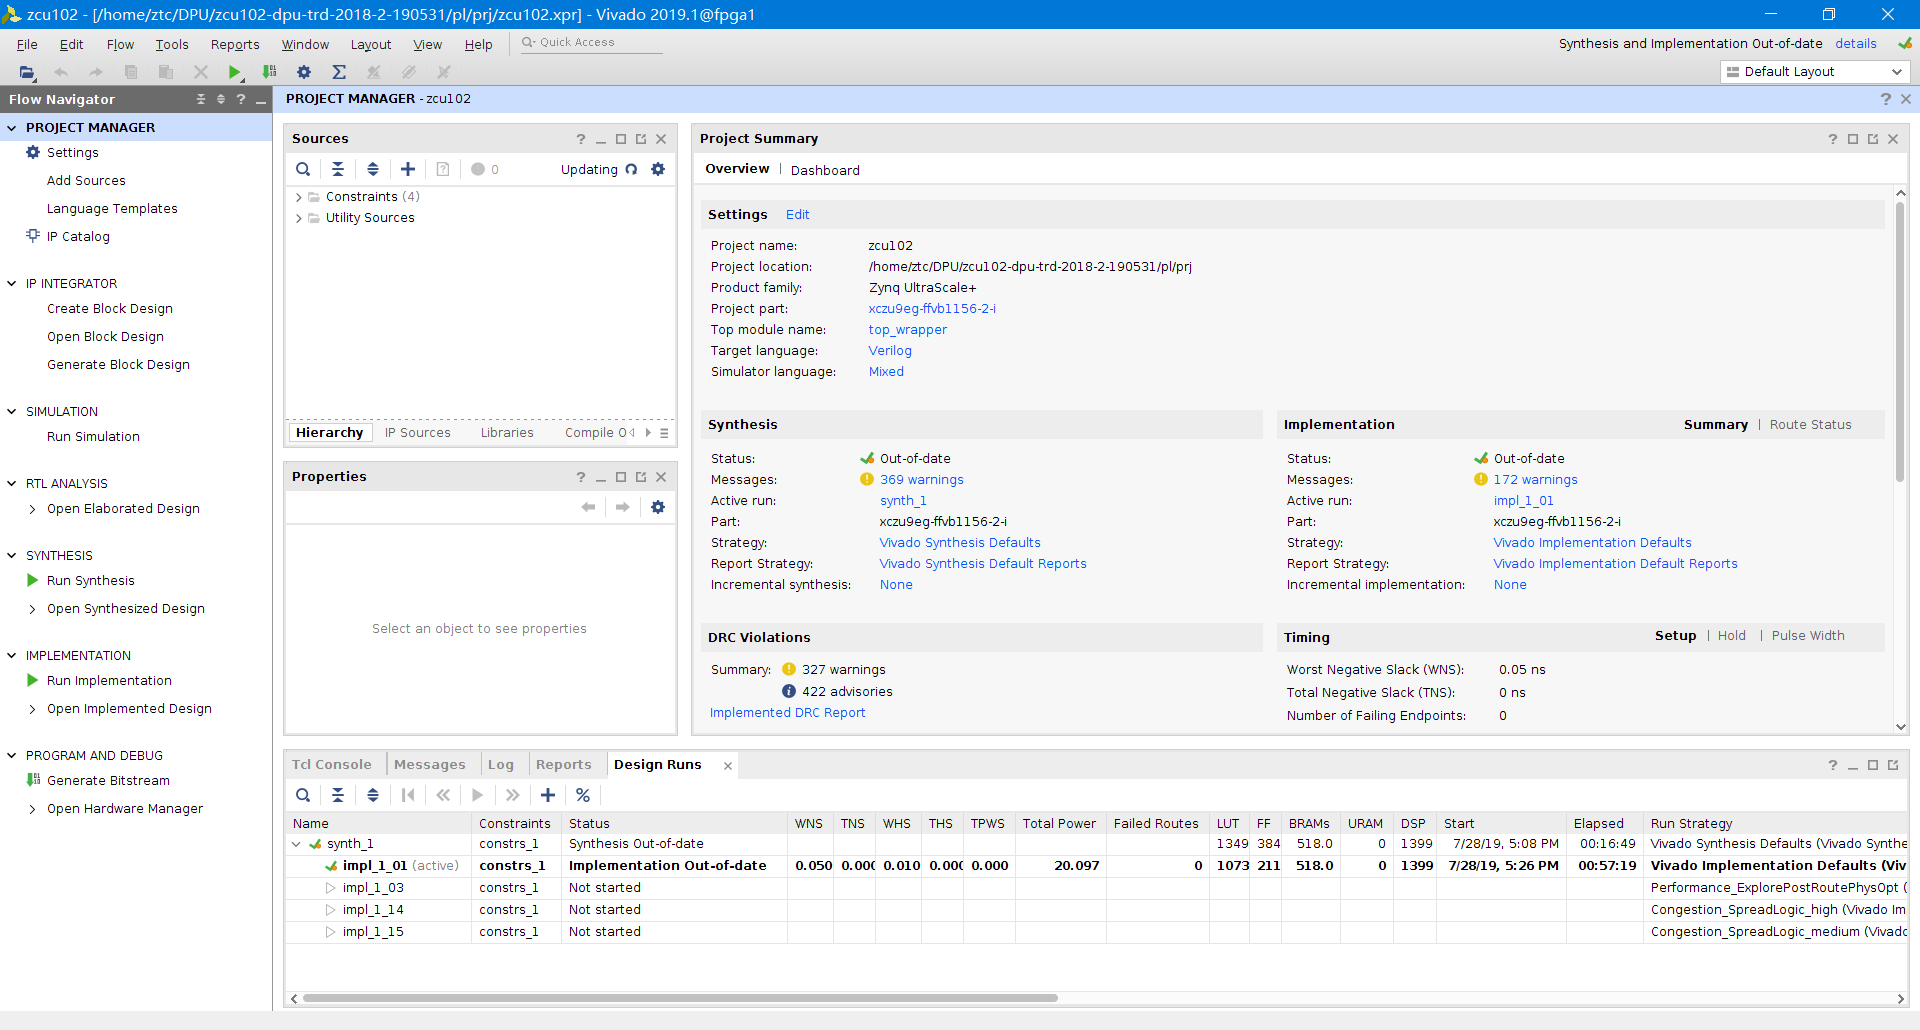 zcu102 - [/home/ztc/DPU/zcu102-dpu-trd-2018-2-190531/pl/prj/zcu102.xpr] - Vivado 2019.1@fpga1
File Edit Flow Tools Reports Window Layout View Help Quick Access
Synthesis and Implementation Out-of-date details
Default Layout
Flow Navigator
PROJECT MANAGER
Settings
Add Sources
Language Templates
IP Catalog
IP INTEGRATOR
Create Block Design
Open Block Design
Generate Block Design
SIMULATION
Run Simulation
RTL ANALYSIS
Open Elaborated Design
SYNTHESIS
Run Synthesis
Open Synthesized Design
IMPLEMENTATION
Run Implementation
Open Implemented Design
PROGRAM AND DEBUG
Generate Bitstream
Open Hardware Manager
PROJECT MANAGER - zcu102
Sources
0 Updating
Constraints (4)
Utility Sources
Hierarchy IP Sources Libraries Compile O
Properties
Select an object to see properties
Project Summary
Overview | Dashboard
Settings Edit
Project name: zcu102
Project location: /home/ztc/DPU/zcu102-dpu-trd-2018-2-190531/pl/prj
Product family: Zynq UltraScale+
Project part: xczu9eg-ffvb1156-2-i
Top module name: top_wrapper
Target language: Verilog
Simulator language: Mixed
Synthesis
Status: Out-of-date
Messages: 369 warnings
Active run: synth_1
Part: xczu9eg-ffvb1156-2-i
Strategy: Vivado Synthesis Defaults
Report Strategy: Vivado Synthesis Default Reports
Incremental synthesis: None
Implementation Summary | Route Status
Status: Out-of-date
Messages: 172 warnings
Active run: impl_1_01
Part: xczu9eg-ffvb1156-2-i
Strategy: Vivado Implementation Defaults
Report Strategy: Vivado Implementation Default Reports
Incremental implementation: None
DRC Violations
Summary: 327 warnings
422 advisories
Implemented DRC Report
Timing Setup | Hold | Pulse Width
Worst Negative Slack (WNS): 0.05 ns
Total Negative Slack (TNS): 0 ns
Number of Failing Endpoints: 0
Tcl Console Messages Log Reports Design Runs
Name Constraints Status WNS TNS WHS THS TPWS Total Power Failed Routes LUT FF BRAMs URAM DSP Start Elapsed Run Strategy
synth_1 constrs_1 Synthesis Out-of-date 1349 384 518.0 0 1399 7/28/19, 5:08 PM 00:16:49 Vivado Synthesis Defaults (Vivado Synthe
impl_1_01 (active) constrs_1 Implementation Out-of-date 0.050 0.000 0.010 0.000 0.000 20.097 0 1073 211 518.0 0 1399 7/28/19, 5:26 PM 00:57:19 Vivado Implementation Defaults (Viv
impl_1_03 constrs_1 Not started Performance_ExplorePostRoutePhysOpt (
impl_1_14 constrs_1 Not started Congestion_SpreadLogic_high (Vivado Im
impl_1_15 constrs_1 Not started Congestion_SpreadLogic_medium (Vivado